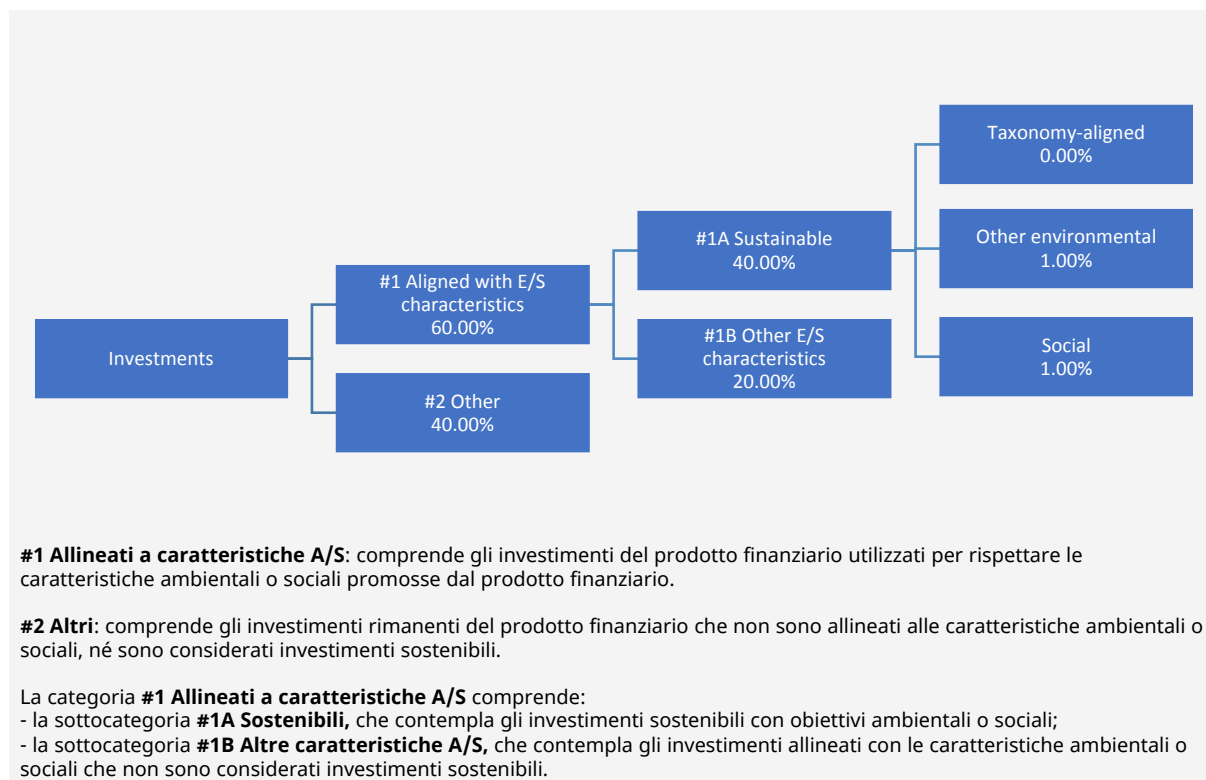 Investments
#1 Aligned with E/S
characteristics
60.00%
#2 Other
40.00%
#1A Sustainable
40.00%
#1B Other E/S
characteristics
20.00%
Taxonomy-aligned
0.00%
Other environmental
1.00%
Social
1.00%
#1 Allineati a caratteristiche A/S: comprende gli investimenti del prodotto finanziario utilizzati per rispettare le
caratteristiche ambientali o sociali promosse dal prodotto finanziario.
#2 Altri: comprende gli investimenti rimanenti del prodotto finanziario che non sono allineati alle caratteristiche ambientali o
sociali, né sono considerati investimenti sostenibili.
La categoria #1 Allineati a caratteristiche A/S comprende:
- la sottocategoria #1A Sostenibili, che contempla gli investimenti sostenibili con obiettivi ambientali o sociali;
- la sottocategoria #1B Altre caratteristiche A/S, che contempla gli investimenti allineati con le caratteristiche ambientali o
sociali che non sono considerati investimenti sostenibili.